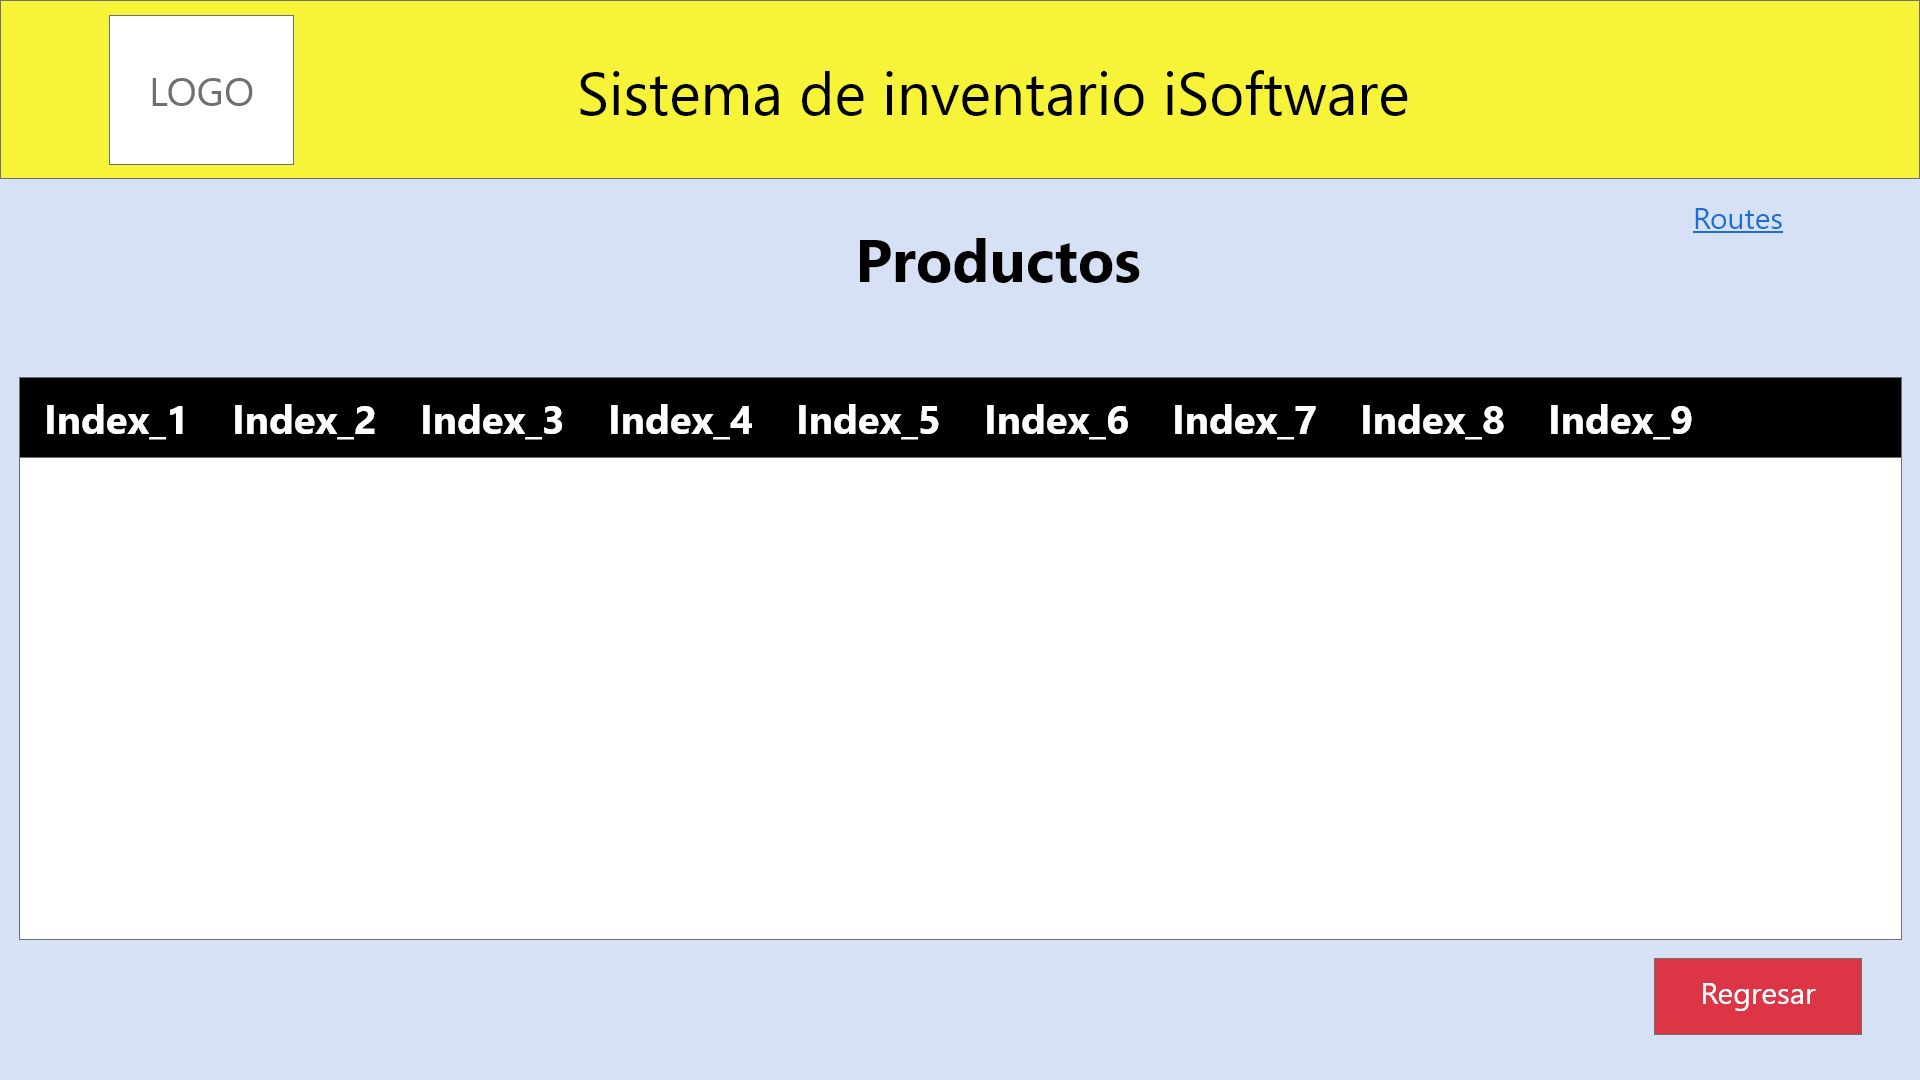 LOGO
Sistema de inventario iSoftware
Routes
Productos
Index_1 Index_2 Index_3 Index_4 Index_5 Index_6 Index_7 Index_8 Index_9
Regresar